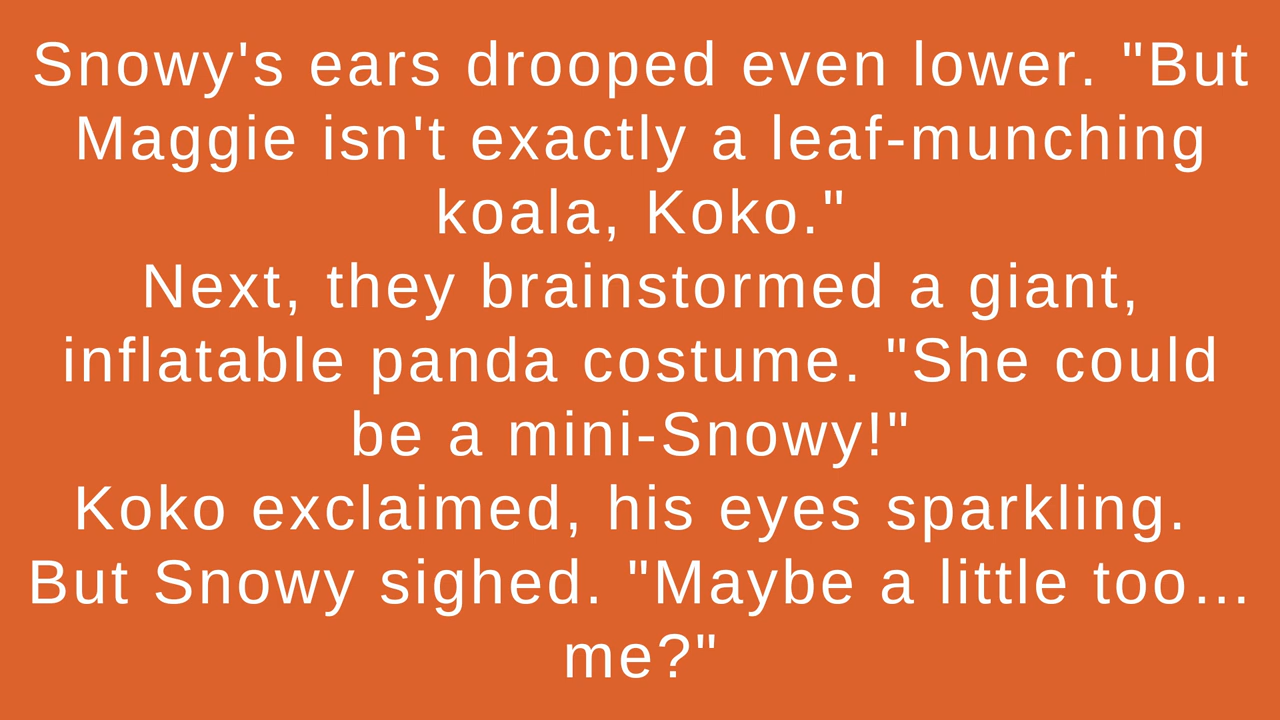 Snowy's ears drooped even lower. "But
Maggie isn't exactly a leaf-munching
koala, Koko."
Next, they brainstormed a giant,
inflatable panda costume. "She could
be a mini-Snowy!"
Koko exclaimed, his eyes sparkling.
But Snowy sighed. "Maybe a little too...
me?"